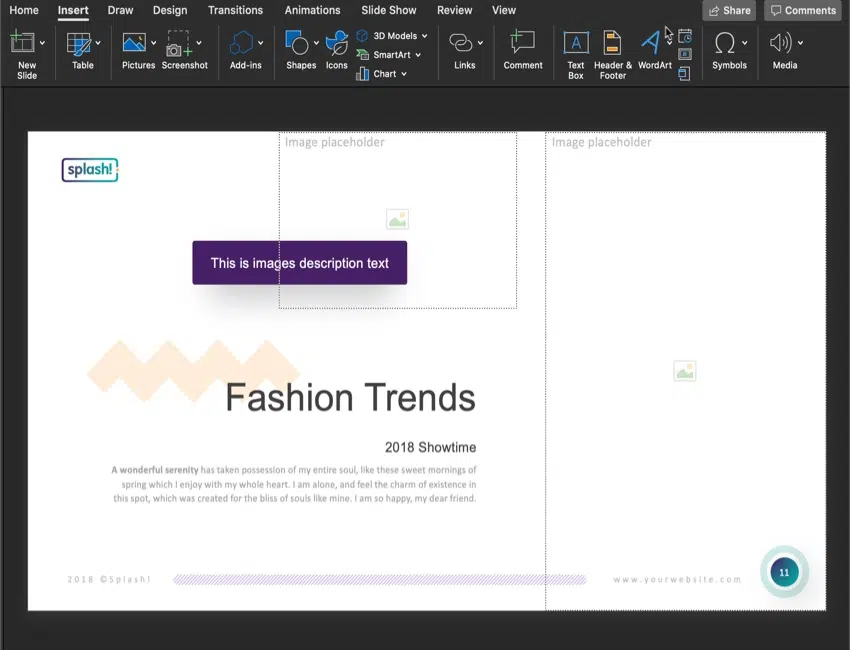 Home Insert Draw Design Transitions Animations Slide Show Review View Share Comments
New Slide
Table
Pictures
Screenshot
Add-ins
Shapes
Icons
3D Models
SmartArt
Chart
Links
Comment
Text Box
Header & Footer
WordArt
Symbols
Media
splash!
Image placeholder
Image placeholder
This is images description text
Fashion Trends
2018 Showtime
A wonderful serenity has taken possession of my entire soul, like these sweet mornings of
spring which I enjoy with my whole heart. I am alone, and feel the charm of existence in
this spot, which was created for the bliss of souls like mine. I am so happy, my dear friend.
2018 ©Splash!
www.yourwebsite.com
11